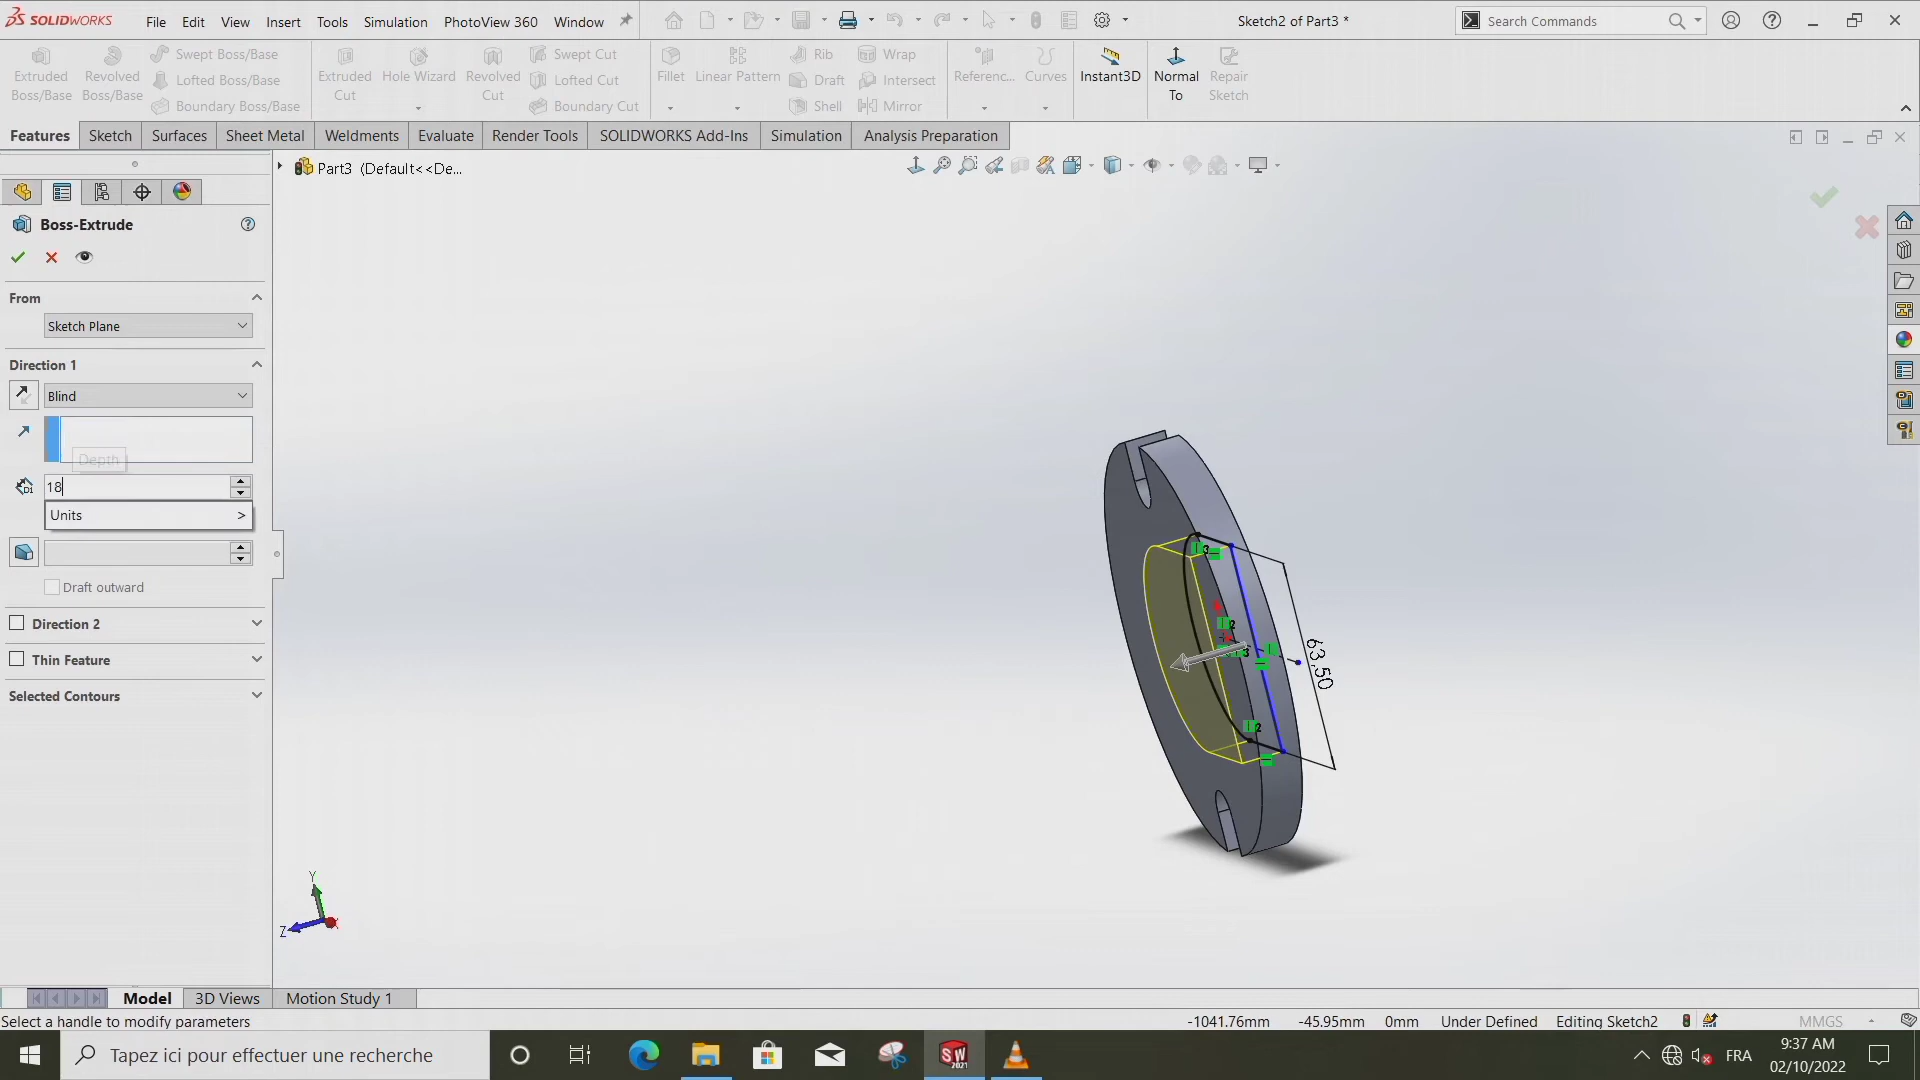 SOLIDWORKS File Edit View Insert Tools Simulation PhotoView 360 Window Sketch2 of Part3 * Search Commands
Extruded Boss/Base
Revolved Boss/Base
Swept Boss/Base
Lofted Boss/Base
Boundary Boss/Base
Extruded Cut
Hole Wizard
Revolved Cut
Swept Cut
Lofted Cut
Boundary Cut
Fillet
Linear Pattern
Rib
Draft
Shell
Wrap
Intersect
Mirror
Referenc...
Curves
Instant3D
Normal To
Repair Sketch
Features Sketch Surfaces Sheet Metal Weldments Evaluate Render Tools SOLIDWORKS Add-Ins Simulation Analysis Preparation
Part3 (Default<<De...
Boss-Extrude
From
Sketch Plane
Direction 1
Blind
Depth
18
Units >
Draft outward
Direction 2
Thin Feature
Selected Contours
63,50
Y
Z
X
Model 3D Views Motion Study 1
Select a handle to modify parameters -1041.76mm -45.95mm 0mm Under Defined Editing Sketch2 MMGS
Tapez ici pour effectuer une recherche
SW
2021
FRA
9:37 AM
02/10/2022